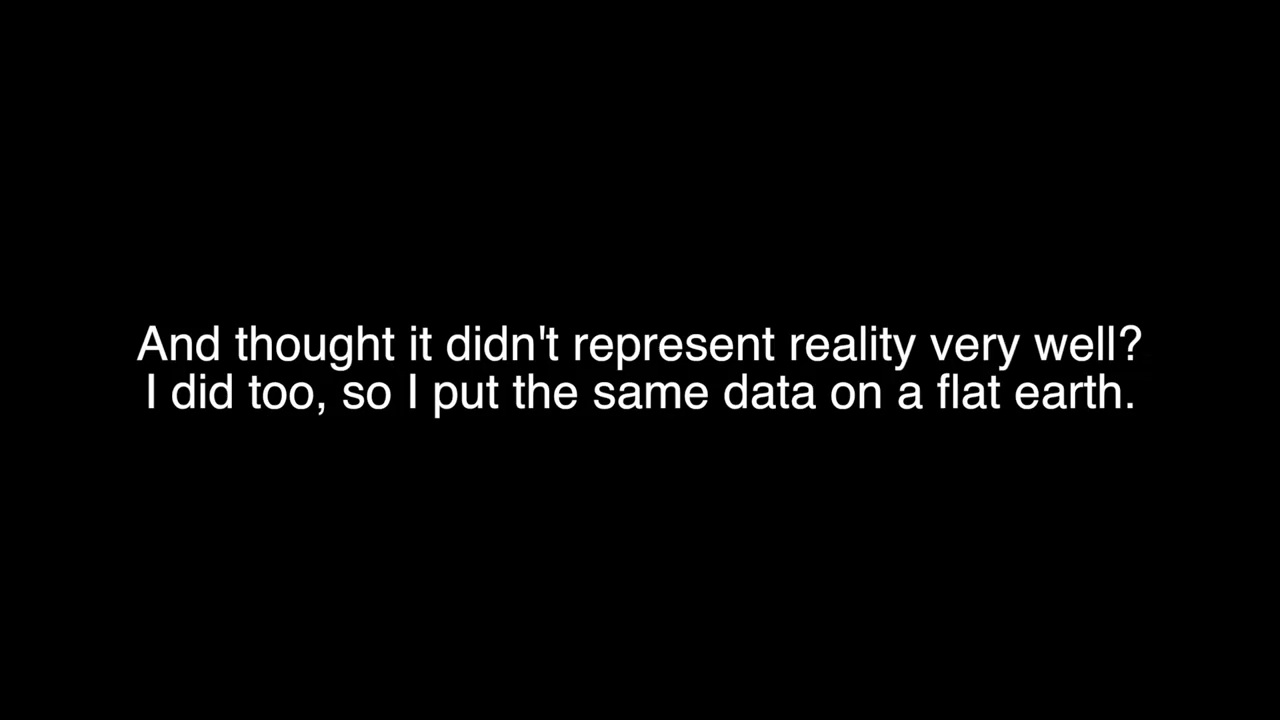 And thought it didn't represent reality very well?
I did too, so I put the same data on a flat earth.